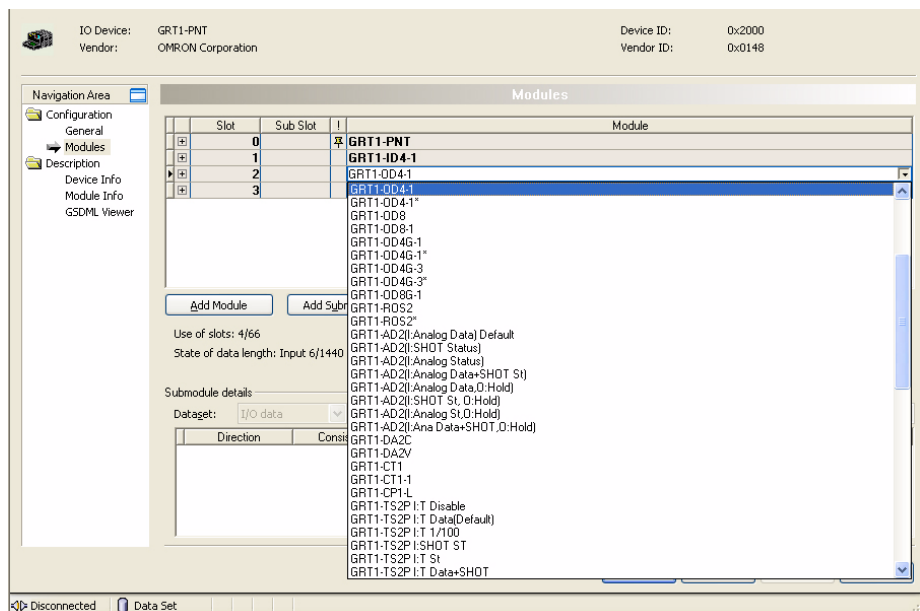 IO Device: GRT1-PNT Device ID: 0x2000
Vendor: OMRON Corporation Vendor ID: 0x0148
Navigation Area
Configuration
General
Modules
Description
Device Info
Module Info
GSDML Viewer
Modules
Slot Sub Slot ! Module
0 GRT1-PNT
1 GRT1-ID4-1
2 GRT1-OD4-1
3
GRT1-OD4-1
GRT1-OD4-1*
GRT1-OD8
GRT1-OD8-1
GRT1-OD4G-1
GRT1-OD4G-1*
GRT1-OD4G-3
GRT1-OD4G-3*
GRT1-OD8G-1
GRT1-ROS2
GRT1-ROS2*
GRT1-AD2(I:Analog Data) Default
GRT1-AD2(I:SHOT Status)
GRT1-AD2(I:Analog Status)
GRT1-AD2(I:Analog Data+SHOT St)
GRT1-AD2(I:Analog Data,O:Hold)
GRT1-AD2(I:SHOT St, O:Hold)
GRT1-AD2(I:Analog St,O:Hold)
GRT1-AD2(I:Ana Data+SHOT,O:Hold)
GRT1-DA2C
GRT1-DA2V
GRT1-CT1
GRT1-CT1-1
GRT1-CP1-L
GRT1-TS2P I:T Disable
GRT1-TS2P I:T Data(Default)
GRT1-TS2P I:T 1/100
GRT1-TS2P I:SHOT ST
GRT1-TS2P I:T St
GRT1-TS2P I:T Data+SHOT
Add Module Add Subr
Use of slots: 4/66
State of data length: Input 6/1440
Submodule details
Dataset: I/O data
Direction Consis
Disconnected Data Set